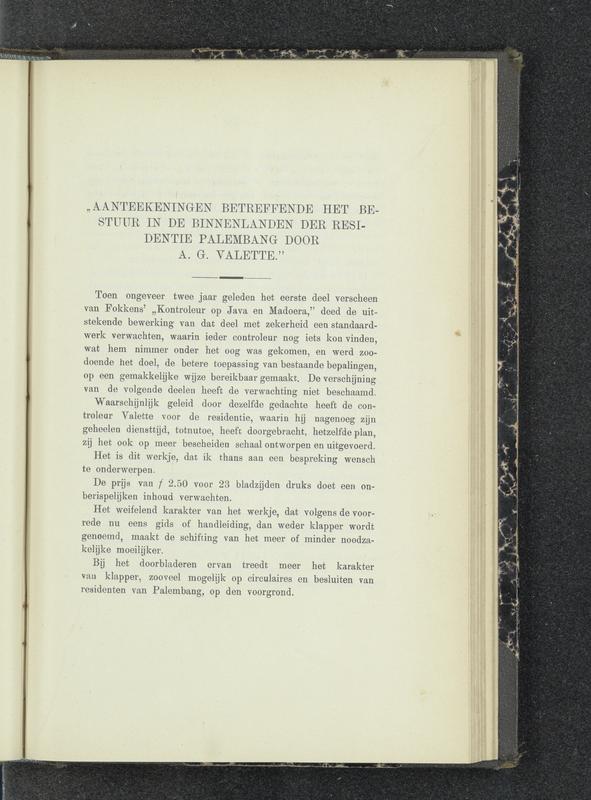 „AANTEEKENINGEN BETREFFENDE HET BE-
STUUR IN DE BINNENLANDEN DER RESI-
DENTIE PALEMBANG DOOR
A. G. VALETTE."
Toen ongeveer twee jaar geleden het eerste deel verscheen
van Fokkens' „Kontroleur op Java en Madoera," deed de uit-
stekende bewerking van dat deel met zekerheid een standaard-
werk verwachten, waarin ieder controleur nog iets kon vinden,
wat hem nimmer onder het oog was gekomen, en werd zoo-
doende het doel, de betere toepassing van bestaande bepalingen,
op een gemakkelijke wijze bereikbaar gemaakt. De verschijning
van de volgende deelen heeft de verwachting niet beschaamd.
Waarschijnlijk geleid door dezelfde gedachte heeft de con-
troleur Valette voor de residentie, waarin hij nagenoeg zijn
geheelen diensttijd, totnutoe, heeft doorgebracht, hetzelfde plan,
zij het ook op meer bescheiden schaal ontworpen en uitgevoerd.
Het is dit werkje, dat ik thans aan een bespreking wensch
te onderwerpen.
De prijs van ƒ 2.50 voor 23 bladzijden druks doet een on-
berispelijken inhoud verwachten.
Het weifelend karakter van het werkje, dat volgens de voor-
rede nu eens gids of handleiding, dan weder klapper wordt
genoemd, maakt de schifting van het meer of minder noodza-
kelijke moeilijker.
Bij het doorbladeren ervan treedt meer het karakter
van klapper, zooveel mogelijk op circulaires en besluiten van
residenten van Palembang, op den voorgrond.